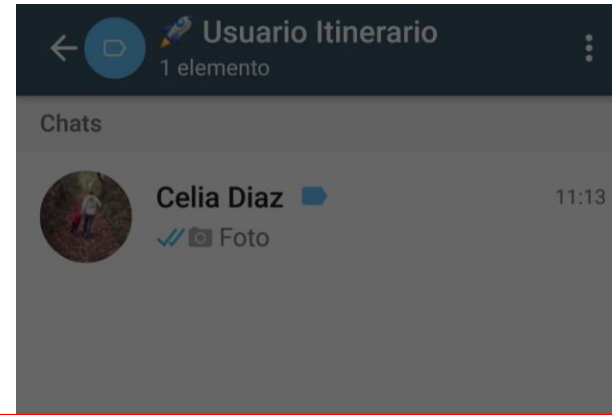 🚀 Usuario Itinerario
1 elemento
Chats
Celia Diaz
11:13
Foto